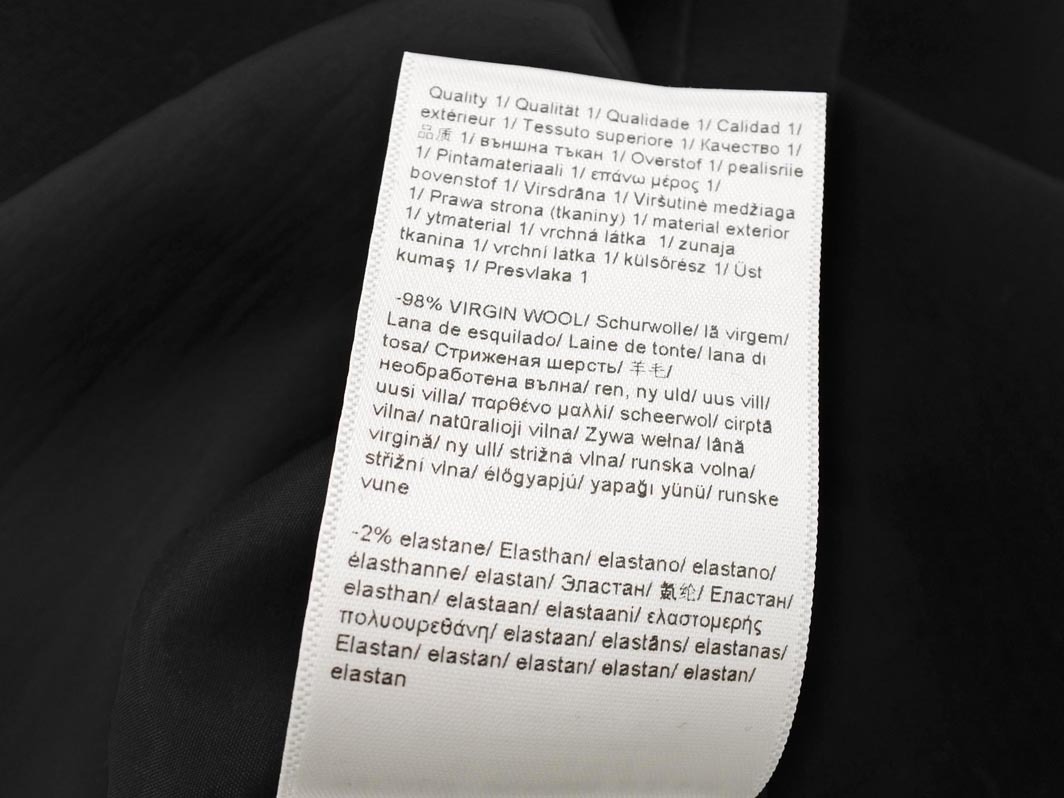 Quality 1/ Qualität 1/ Qualidade 1/ Calidad 1/
extérieur 1/ Tessuto superiore 1/ Качество 1/
品质 1/ външна тъкан 1/ Overstof 1/ pealisriie
1/ Pintamateriaali 1/ επάνω μέρος 1/
bovenstof 1/ Virsdrāna 1/ Viršutinė medžiaga
1/ Prawa strona (tkaniny) 1/ material exterior
1/ ytmaterial 1/ vrchná látka 1/ zunaja
tkanina 1/ vrchní látka 1/ külsőrész 1/ Üst
kumaş 1/ Presvlaka 1
-98% VIRGIN WOOL/ Schurwolle/ lã virgem/
Lana de esquilado/ Laine de tonte/ lana di
tosa/ Стриженая шерсть/ 羊毛/
необработена вълна/ ren, ny uld/ uus vill/
uusi villa/ παρθένο μαλλί/ scheerwol/ cirptā
vilna/ natūralioji vilna/ Żywa wełna/ lână
virgină/ ny ull/ strižná vlna/ runska volna/
střižní vlna/ élőgyapjú/ yapağı yünü/ runske
vune
-2% elastane/ Elasthan/ elastano/ elastano/
élasthanne/ elastan/ Эластан/ 氨纶/ Еластан/
elasthan/ elastaan/ elastaani/ ελαστομερής
πολυουρεθάνη/ elastaan/ elastāns/ elastanas/
Elastan/ elastan/ elastan/ elastan/ elastan/
elastan